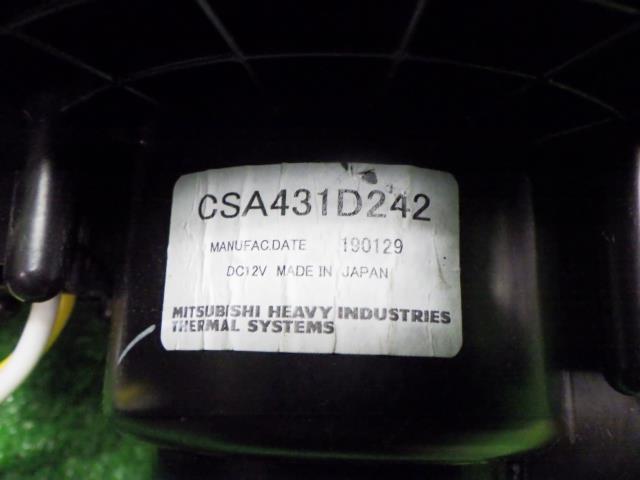 CSA431D242
MANUFAC.DATE 190129
DC12V MADE IN JAPAN
MITSUBISHI HEAVY INDUSTRIES
THERMAL SYSTEMS